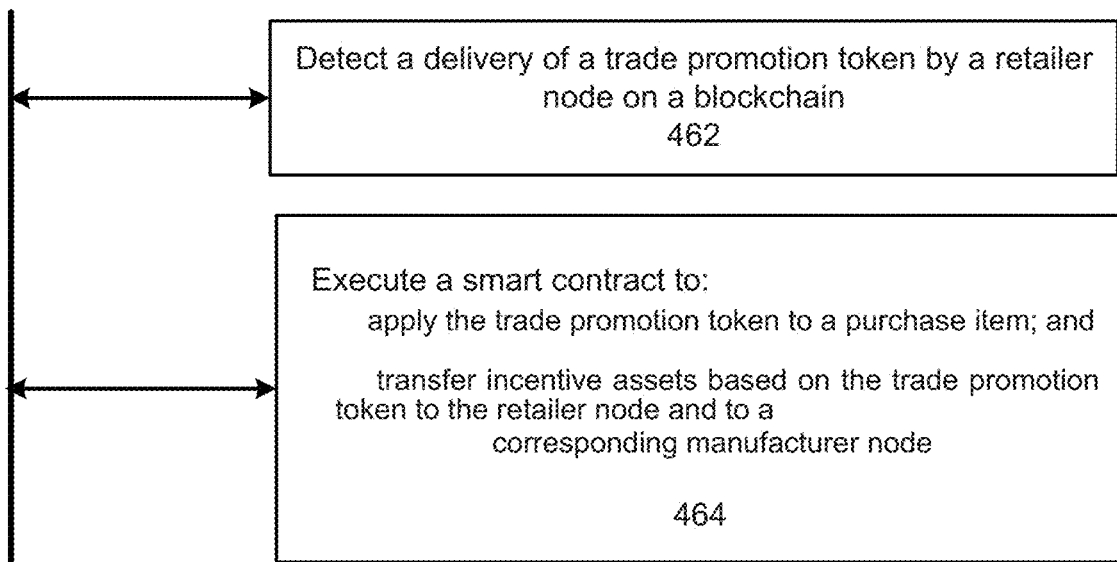 Detect a delivery of a trade promotion token by a retailer
node on a blockchain
462
Execute a smart contract to:
apply the trade promotion token to a purchase item; and
transfer incentive assets based on the trade promotion
token to the retailer node and to a
corresponding manufacturer node
464